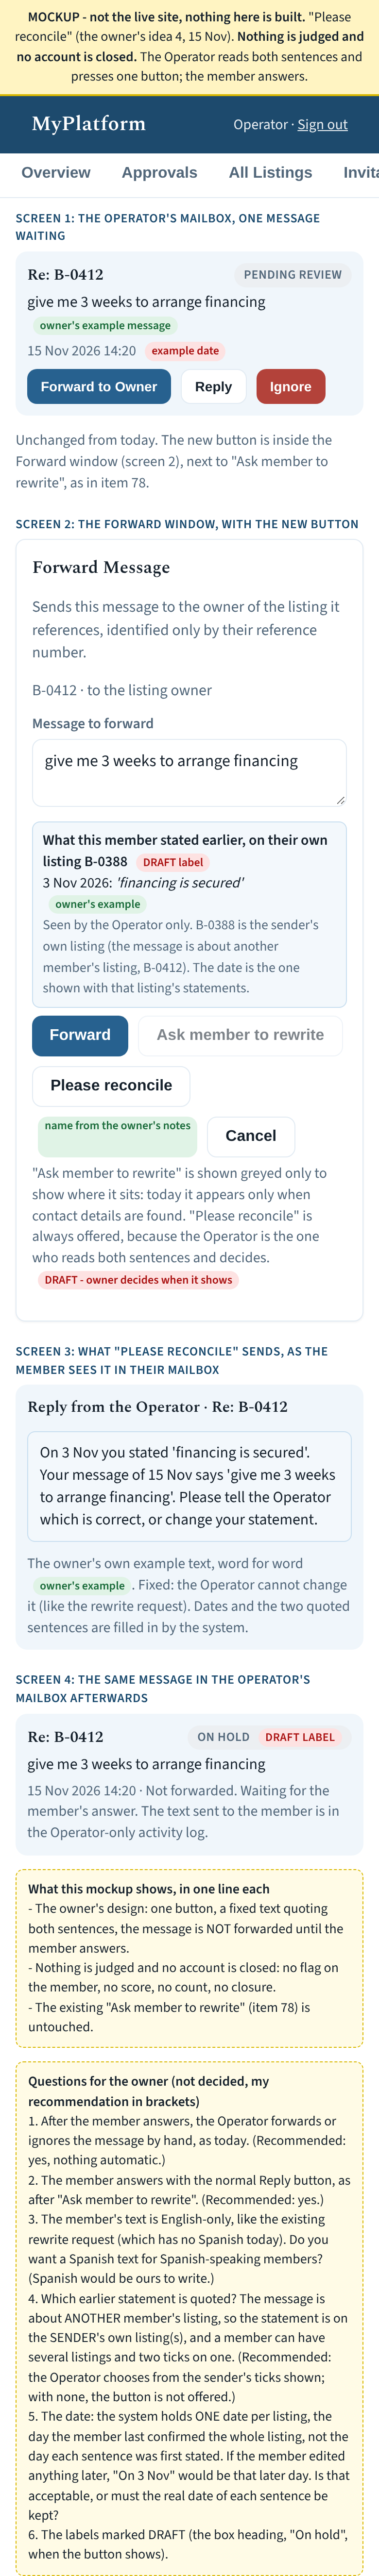 MOCKUP - not the live site, nothing here is built. "Please
reconcile" (the owner's idea 4, 15 Nov). Nothing is judged and
no account is closed. The Operator reads both sentences and
presses one button; the member answers.
MyPlatform
Operator · Sign out
Overview Approvals All Listings Invita
SCREEN 1: THE OPERATOR'S MAILBOX, ONE MESSAGE
WAITING
Re: B-0412
PENDING REVIEW
give me 3 weeks to arrange financing
owner's example message
15 Nov 2026 14:20 example date
Forward to Owner Reply Ignore
Unchanged from today. The new button is inside the
Forward window (screen 2), next to "Ask member to
rewrite", as in item 78.
SCREEN 2: THE FORWARD WINDOW, WITH THE NEW BUTTON
Forward Message
Sends this message to the owner of the listing it
references, identified only by their reference
number.
B-0412 · to the listing owner
Message to forward
give me 3 weeks to arrange financing
What this member stated earlier, on their own
listing B-0388 DRAFT label
3 Nov 2026: 'financing is secured'
owner's example
Seen by the Operator only. B-0388 is the sender's
own listing (the message is about another
member's listing, B-0412). The date is the one
shown with that listing's statements.
Forward Ask member to rewrite
Please reconcile
name from the owner's notes Cancel
"Ask member to rewrite" is shown greyed only to
show where it sits: today it appears only when
contact details are found. "Please reconcile" is
always offered, because the Operator is the one
who reads both sentences and decides.
DRAFT - owner decides when it shows
SCREEN 3: WHAT "PLEASE RECONCILE" SENDS, AS THE
MEMBER SEES IT IN THEIR MAILBOX
Reply from the Operator · Re: B-0412
On 3 Nov you stated 'financing is secured'.
Your message of 15 Nov says 'give me 3 weeks
to arrange financing'. Please tell the Operator
which is correct, or change your statement.
The owner's own example text, word for word
owner's example . Fixed: the Operator cannot change
it (like the rewrite request). Dates and the two quoted
sentences are filled in by the system.
SCREEN 4: THE SAME MESSAGE IN THE OPERATOR'S
MAILBOX AFTERWARDS
Re: B-0412
ON HOLD DRAFT LABEL
give me 3 weeks to arrange financing
15 Nov 2026 14:20 · Not forwarded. Waiting for the
member's answer. The text sent to the member is in
the Operator-only activity log.
What this mockup shows, in one line each
- The owner's design: one button, a fixed text quoting
both sentences, the message is NOT forwarded until the
member answers.
- Nothing is judged and no account is closed: no flag on
the member, no score, no count, no closure.
- The existing "Ask member to rewrite" (item 78) is
untouched.
Questions for the owner (not decided, my
recommendation in brackets)
1. After the member answers, the Operator forwards or
ignores the message by hand, as today. (Recommended:
yes, nothing automatic.)
2. The member answers with the normal Reply button, as
after "Ask member to rewrite". (Recommended: yes.)
3. The member's text is English-only, like the existing
rewrite request (which has no Spanish today). Do you
want a Spanish text for Spanish-speaking members?
(Spanish would be ours to write.)
4. Which earlier statement is quoted? The message is
about ANOTHER member's listing, so the statement is on
the SENDER's own listing(s), and a member can have
several listings and two ticks on one. (Recommended:
the Operator chooses from the sender's ticks shown;
with none, the button is not offered.)
5. The date: the system holds ONE date per listing, the
day the member last confirmed the whole listing, not the
day each sentence was first stated. If the member edited
anything later, "On 3 Nov" would be that later day. Is that
acceptable, or must the real date of each sentence be
kept?
6. The labels marked DRAFT (the box heading, "On hold",
when the button shows).